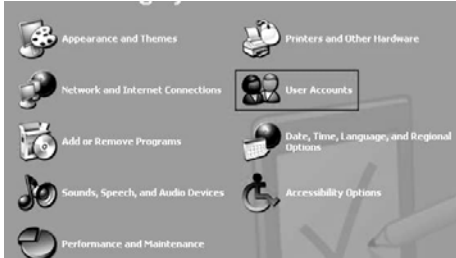 Appearance and Themes
Printers and Other Hardware
Network and Internet Connections
User Accounts
Add or Remove Programs
Date, Time, Language, and Regional
Options
Sounds, Speech, and Audio Devices
Accessibility Options
Performance and Maintenance